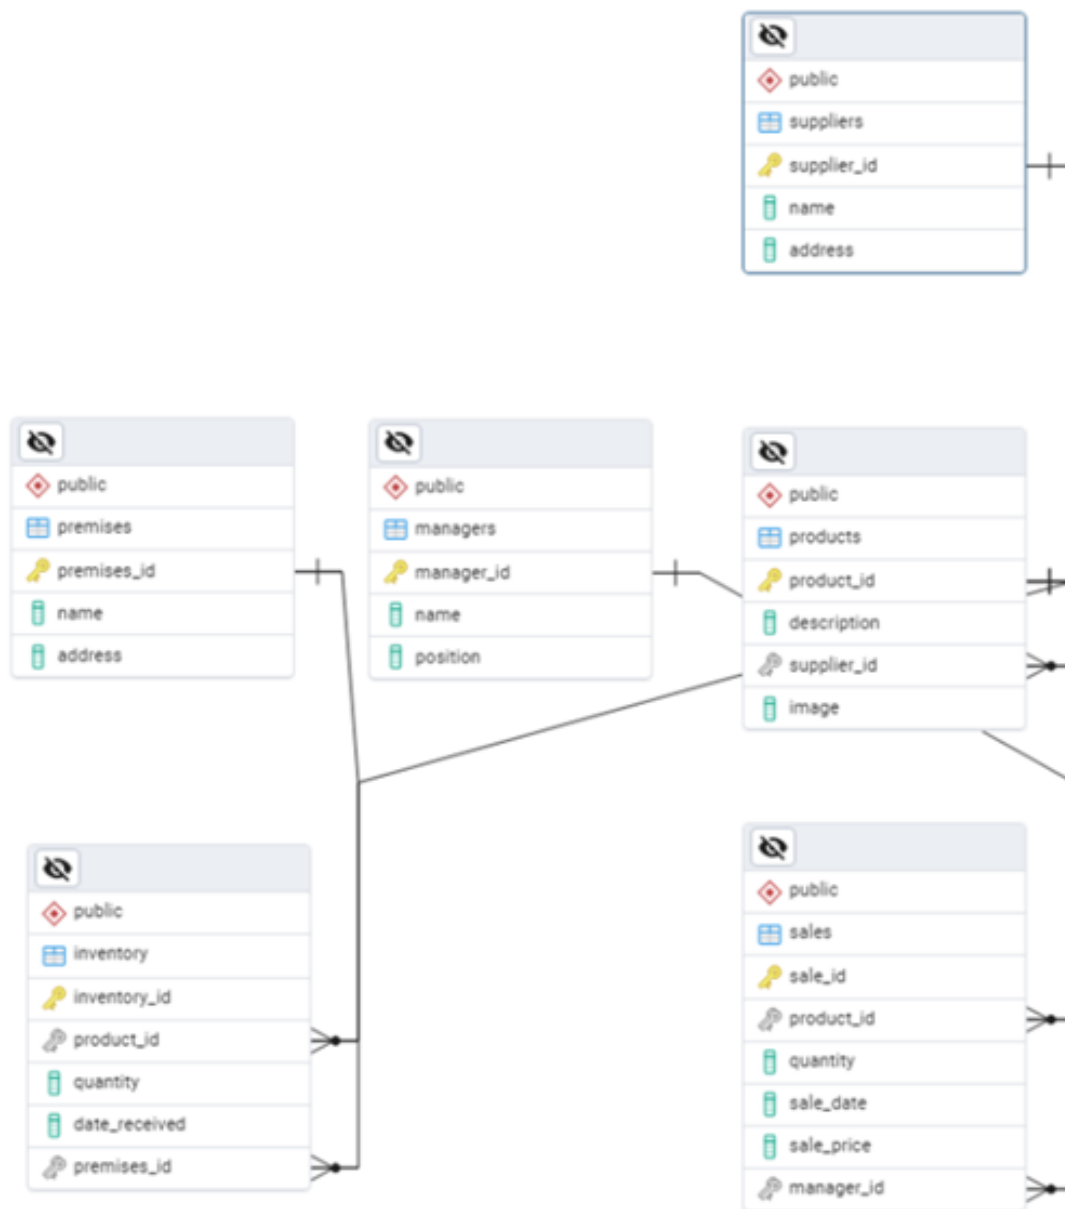 public
suppliers
supplier_id
name
address
public
premises
premises_id
name
address
public
managers
manager_id
name
position
public
products
product_id
description
supplier_id
image
public
inventory
inventory_id
product_id
quantity
date_received
premises_id
public
sales
sale_id
product_id
quantity
sale_date
sale_price
manager_id